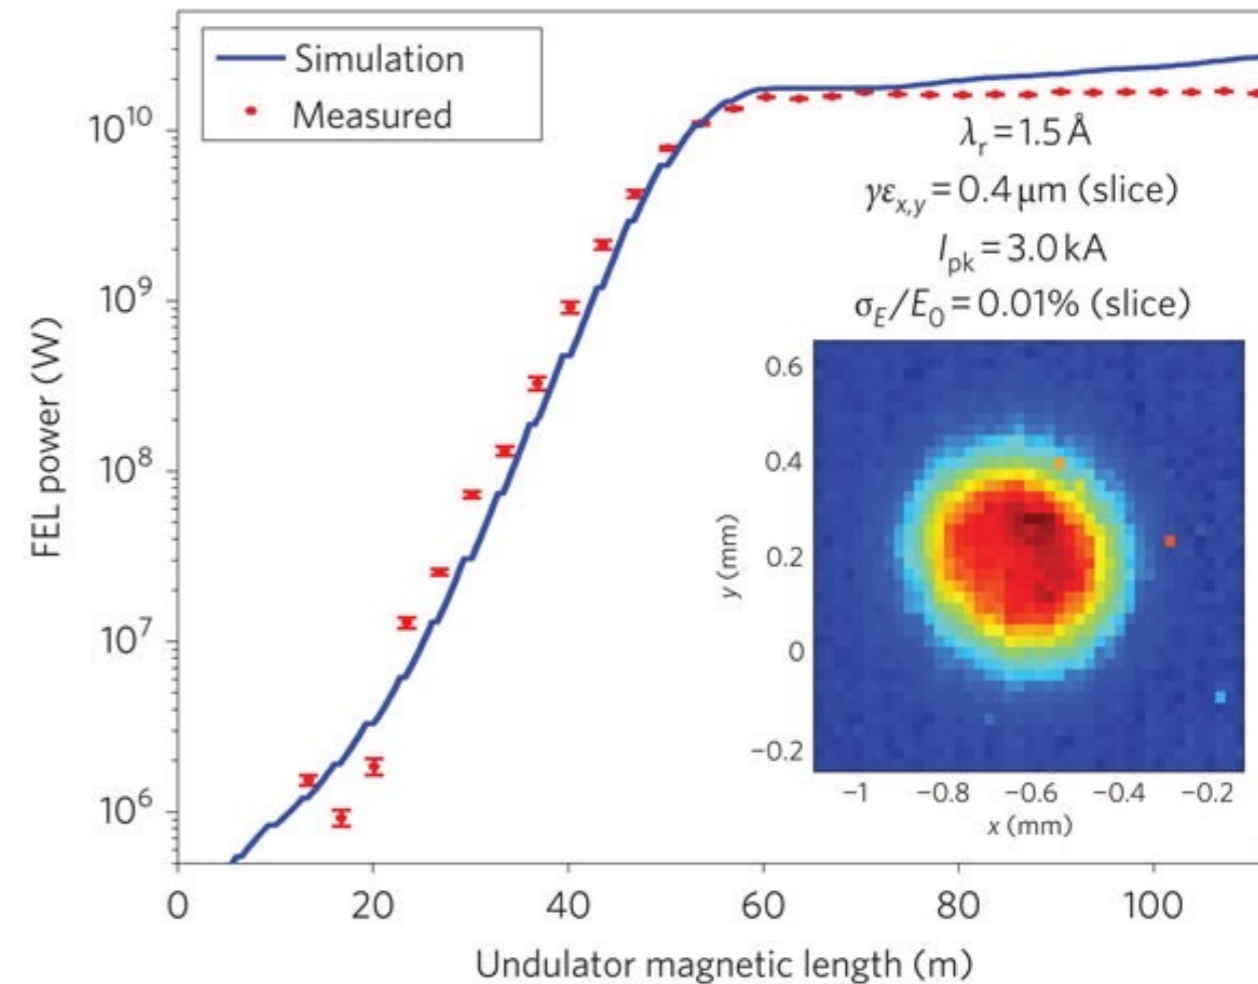 Simulation
Measured
FEL power (W)
10¹⁰
10⁹
10⁸
10⁷
10⁶
0 20 40 60 80 100
Undulator magnetic length (m)
λr = 1.5 Å
γεx,y = 0.4 μm (slice)
Ipk = 3.0 kA
σE/E0 = 0.01% (slice)
y (mm)
0.6
0.4
0.2
0
−0.2
−1 −0.8 −0.6 −0.4 −0.2
x (mm)